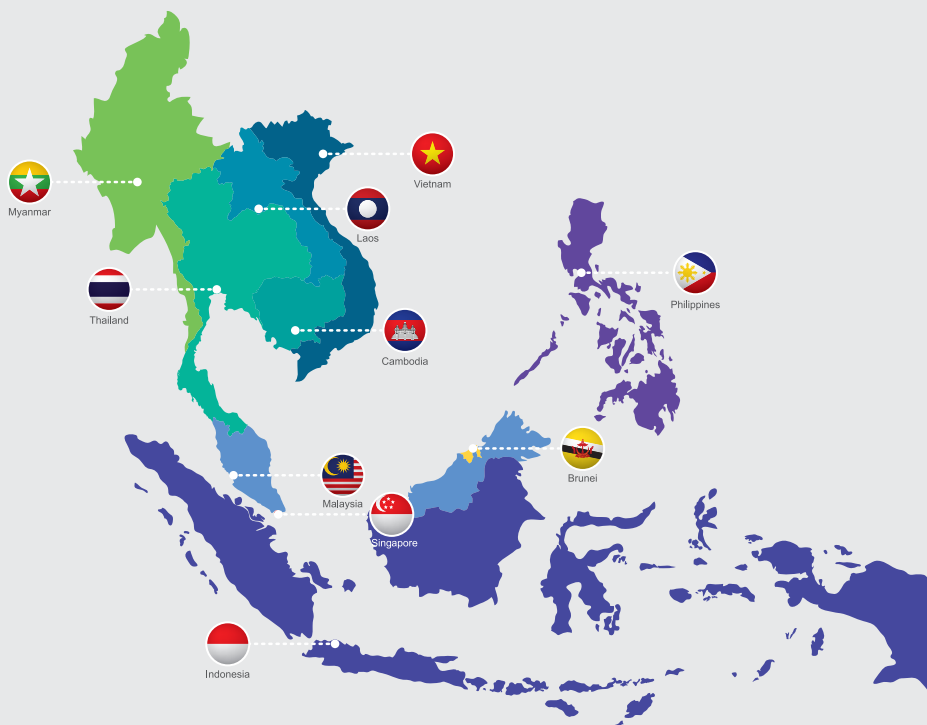 Vietnam
Myanmar
Laos
Philippines
Thailand
Cambodia
Brunei
Malaysia
Singapore
Indonesia